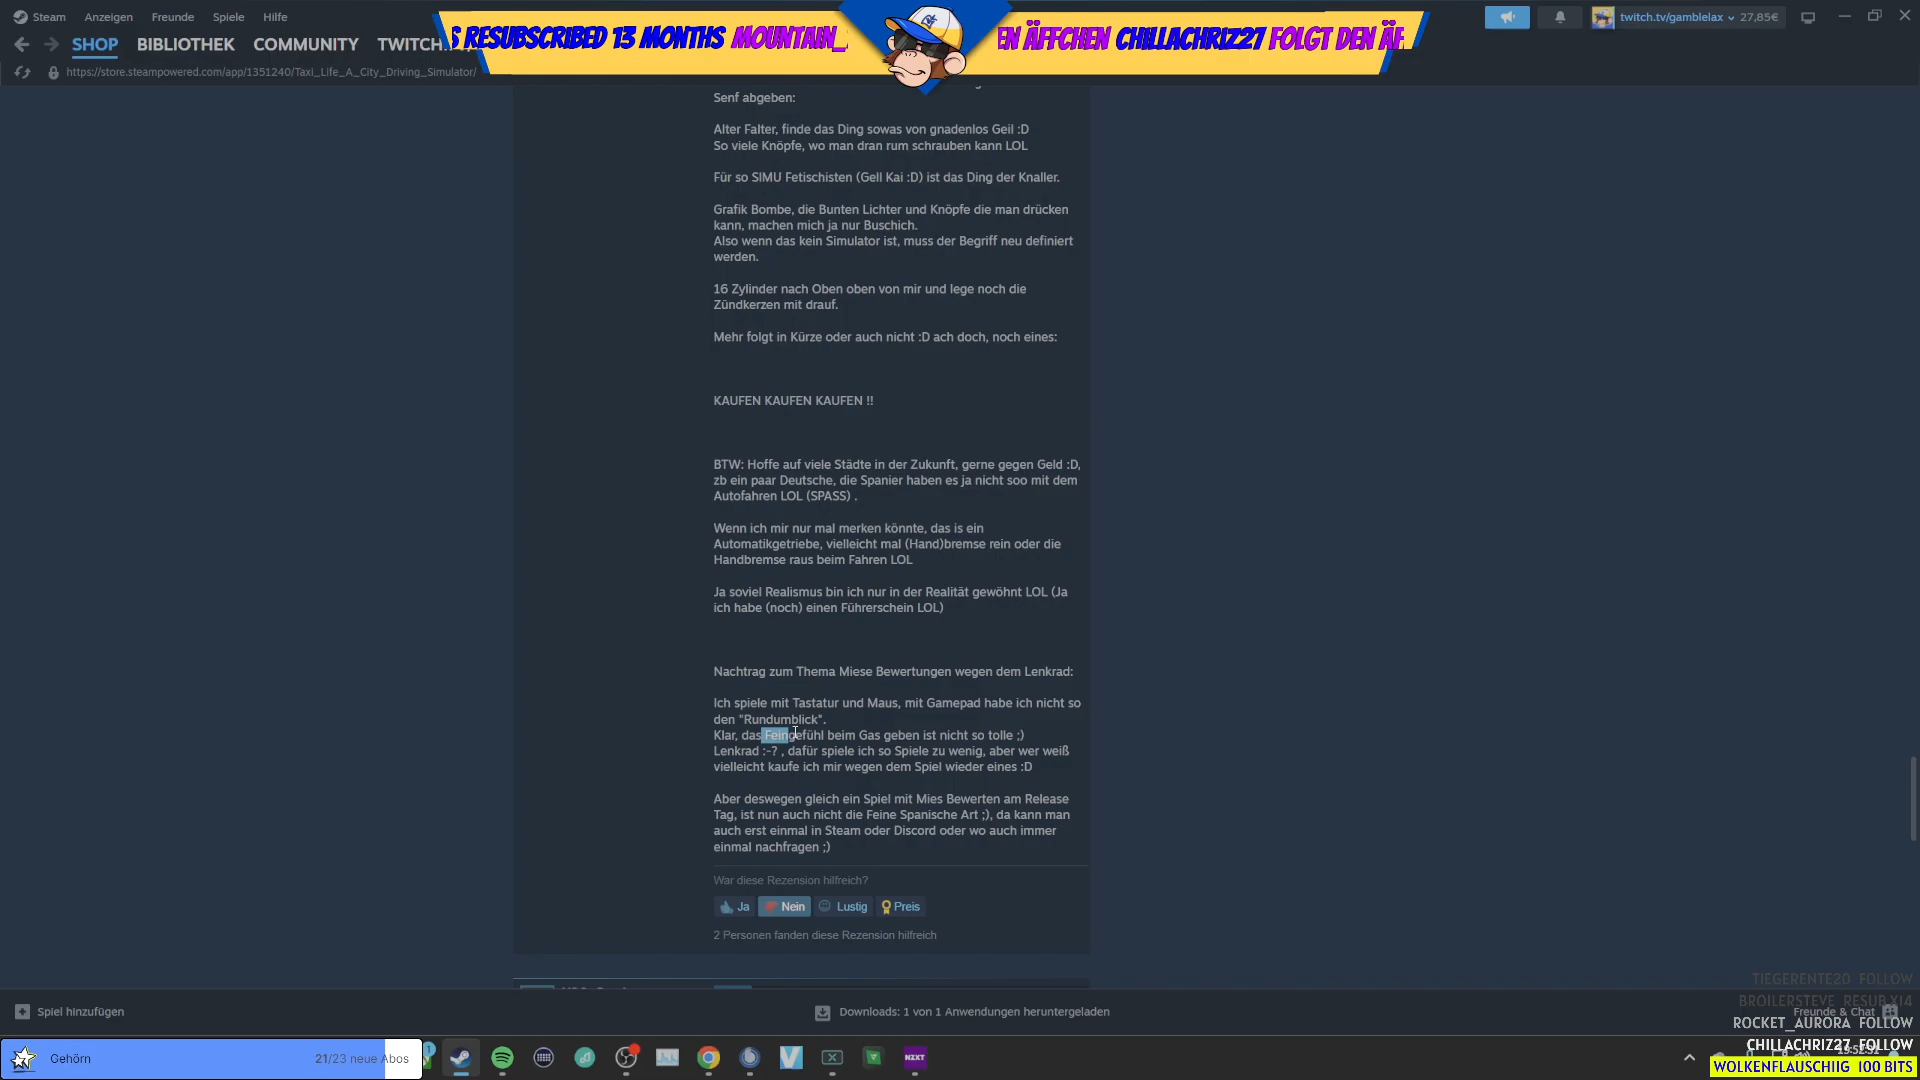 Steam Anzeigen Freunde Spiele Hilfe
S RESUBSCRIBED 13 MONTHS MOUNTAIN_
EN ÄFFCHEN CHILLACHRIZ27 FOLGT DEN ÄF
twitch.tv/gamblelax 27,85€
SHOP BIBLIOTHEK COMMUNITY TWITCH.
https://store.steampowered.com/app/1351240/Taxi_Life_A_City_Driving_Simulator/
Senf abgeben:
Alter Falter, finde das Ding sowas von gnadenlos Geil :D
So viele Knöpfe, wo man dran rum schrauben kann LOL
Für so SIMU Fetischisten (Gell Kai :D) ist das Ding der Knaller.
Grafik Bombe, die Bunten Lichter und Knöpfe die man drücken
kann, machen mich ja nur Buschich.
Also wenn das kein Simulator ist, muss der Begriff neu definiert
werden.
16 Zylinder nach Oben oben von mir und lege noch die
Zündkerzen mit drauf.
Mehr folgt in Kürze oder auch nicht :D ach doch, noch eines:
KAUFEN KAUFEN KAUFEN !!
BTW: Hoffe auf viele Städte in der Zukunft, gerne gegen Geld :D,
zb ein paar Deutsche, die Spanier haben es ja nicht soo mit dem
Autofahren LOL (SPASS) .
Wenn ich mir nur mal merken könnte, das is ein
Automatikgetriebe, vielleicht mal (Hand)bremse rein oder die
Handbremse raus beim Fahren LOL
Ja soviel Realismus bin ich nur in der Realität gewöhnt LOL (Ja
ich habe (noch) einen Führerschein LOL)
Nachtrag zum Thema Miese Bewertungen wegen dem Lenkrad:
Ich spiele mit Tastatur und Maus, mit Gamepad habe ich nicht so
den "Rundumblick".
Klar, das Feingefühl beim Gas geben ist nicht so tolle ;)
Lenkrad :-? , dafür spiele ich so Spiele zu wenig, aber wer weiß
vielleicht kaufe ich mir wegen dem Spiel wieder eines :D
Aber deswegen gleich ein Spiel mit Mies Bewerten am Release
Tag, ist nun auch nicht die Feine Spanische Art ;), da kann man
auch erst einmal in Steam oder Discord oder wo auch immer
einmal nachfragen ;)
War diese Rezension hilfreich?
Ja Nein Lustig Preis
2 Personen fanden diese Rezension hilfreich
TIEGERENTE20 FOLLOW
BROILERSTEVE RESUB X14
Spiel hinzufügen
Downloads: 1 von 1 Anwendungen heruntergeladen
Freunde & Chat
ROCKET_AURORA FOLLOW
CHILLACHRIZ27 FOLLOW
WOLKENFLAUSCHIIG 100 BITS
Gehörn 21/23 neue Abos
NZXT